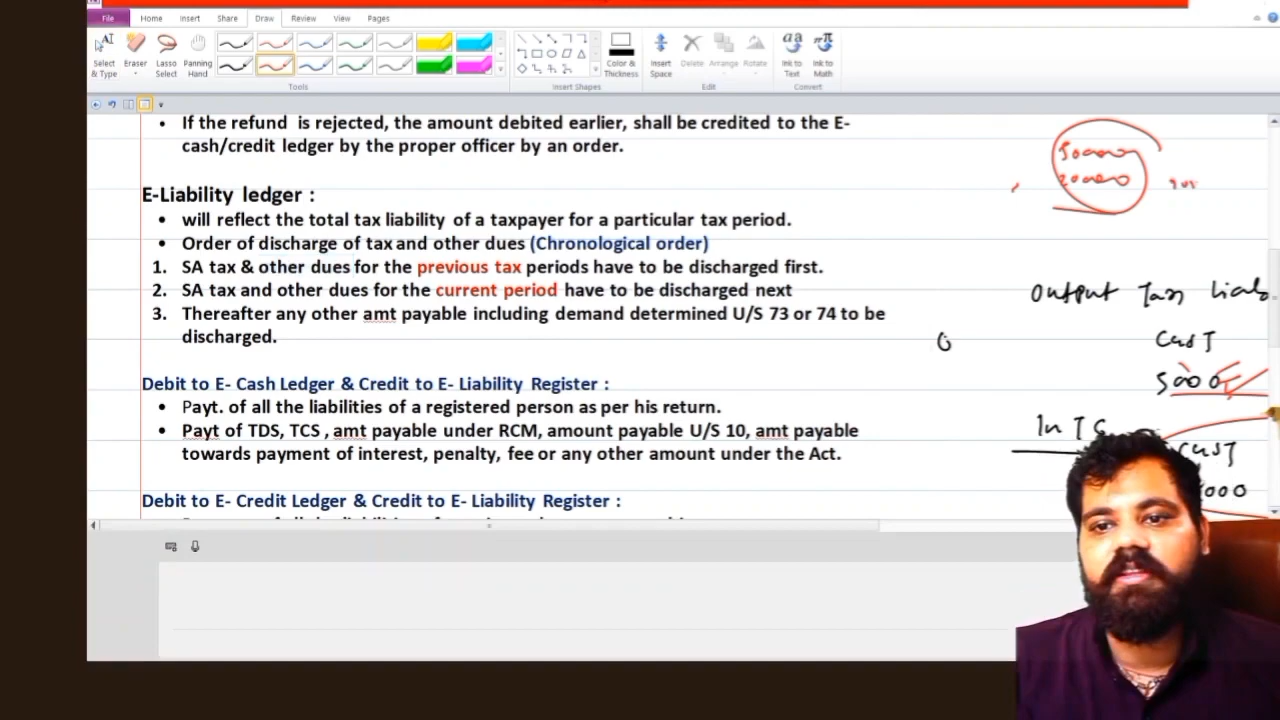 File Home Insert Share Draw Review View Pages
Select & Type Eraser Lasso Select Panning Hand Color & Thickness Insert Space Delete Arrange Rotate Ink to Text Ink to Math
Tools Insert Shapes Edit Convert
• If the refund is rejected, the amount debited earlier, shall be credited to the E-
cash/credit ledger by the proper officer by an order.
E-Liability ledger :
• will reflect the total tax liability of a taxpayer for a particular tax period.
• Order of discharge of tax and other dues (Chronological order)
1. SA tax & other dues for the previous tax periods have to be discharged first.
2. SA tax and other dues for the current period have to be discharged next
3. Thereafter any other amt payable including demand determined U/S 73 or 74 to be
discharged.
Debit to E- Cash Ledger & Credit to E- Liability Register :
• Payt. of all the liabilities of a registered person as per his return.
• Payt of TDS, TCS , amt payable under RCM, amount payable U/S 10, amt payable
towards payment of interest, penalty, fee or any other amount under the Act.
Debit to E- Credit Ledger & Credit to E- Liability Register :
Output Tax